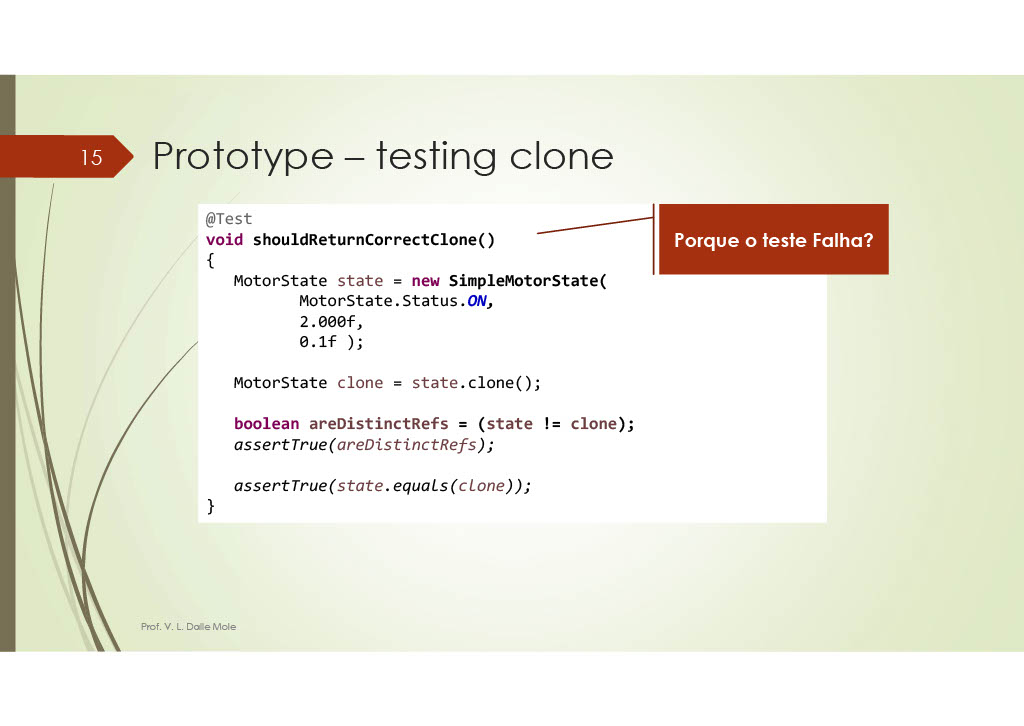 15
Prototype – testing clone
@Test
void shouldReturnCorrectClone()
{
MotorState state = new SimpleMotorState(
MotorState.Status.ON,
2.000f,
0.1f );
MotorState clone = state.clone();
boolean areDistinctRefs = (state != clone);
assertTrue(areDistinctRefs);
assertTrue(state.equals(clone));
}
Porque o teste Falha?
Prof. V. L. Dalle Mole